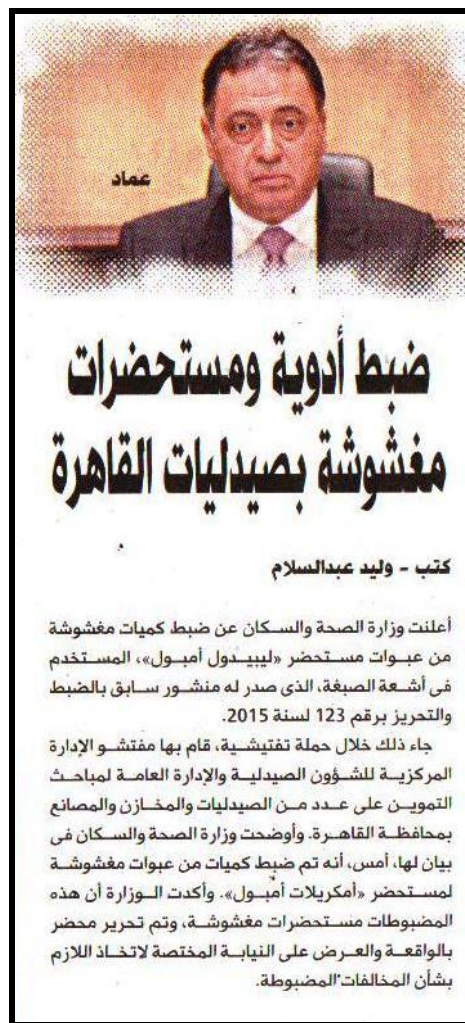 عماد
ضبط أدوية ومستحضرات
مغشوشة بصيدليات القاهرة
كتب - وليد عبدالسلام
أعلنت وزارة الصحة والسكان عن ضبط كميات مغشوشة
من عبوات مستحضر «ليبيدول أمبول»، المستخدم
فى أشعة الصبغة، الذى صدر له منشور سابق بالضبط
والتحريز برقم 123 لسنة 2015.
جاء ذلك خلال حملة تفتيشية، قام بها مفتشو الإدارة
المركزية للشؤون الصيدلية والإدارة العامة لمباحث
التموين على عدد من الصيدليات والمخازن والمصانع
بمحافظة القاهرة. وأوضحت وزارة الصحة والسكان فى
بيان لها، أمس، أنه تم ضبط كميات من عبوات مغشوشة
لمستحضر «أمكريلات أمبول». وأكدت الوزارة أن هذه
المضبوطات مستحضرات مغشوشة، وتم تحرير محضر
بالواقعة والعرض على النيابة المختصة لاتخاذ اللازم
بشأن المخالفات المضبوطة.